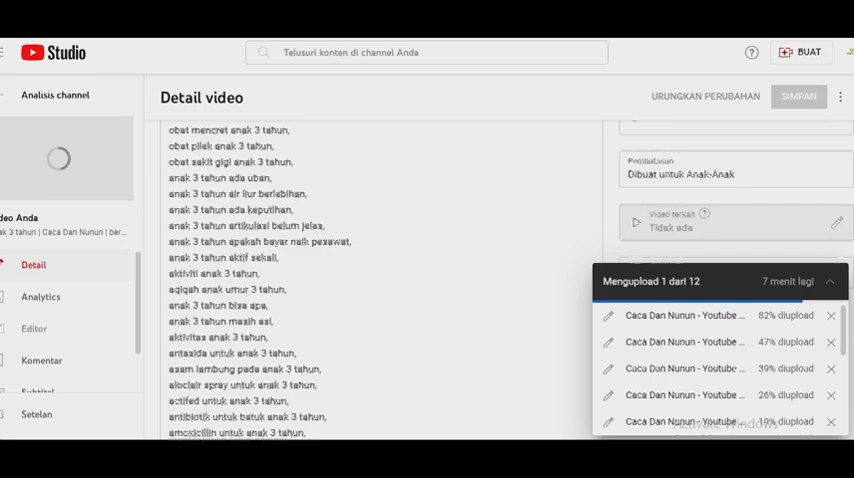 Studio
Telusuri konten di channel Anda
BUAT
Analisis channel
Detail video
URUNGKAN PERUBAHAN
SIMPAN
obat mencret anak 3 tahun,
obat pilek anak 3 tahun,
obat sakit gigi anak 3 tahun,
anak 3 tahun ada uban,
anak 3 tahun air liur berlebihan,
anak 3 tahun ada keputihan,
anak 3 tahun artikulasi belum jelas,
anak 3 tahun apakah bayar naik pesawat,
anak 3 tahun aktif sekali,
aktiviti anak 3 tahun,
aqiqah anak umur 3 tahun,
anak 3 tahun bisa apa,
anak 3 tahun masih asi,
aktivitas anak 3 tahun,
antasida untuk anak 3 tahun,
asam lambung pada anak 3 tahun,
aloclair spray untuk anak 3 tahun,
actifed untuk anak 3 tahun,
antibiotik untuk batuk anak 3 tahun,
amoxicillin untuk anak 3 tahun,
deo Anda
ak 3 tahun | Caca Dan Nunun | ber...
Detail
Analytics
Editor
Komentar
Subtitel
Setelan
Pembatasan
Dibuat untuk Anak-Anak
Video terkait
Tidak ada
Mengupload 1 dari 12
7 menit lagi
Caca Dan Nunun - Youtube ... 82% diupload
Caca Dan Nunun - Youtube ... 47% diupload
Caca Dan Nunun - Youtube ... 39% diupload
Caca Dan Nunun - Youtube ... 26% diupload
Caca Dan Nunun - Youtube ... 19% diupload
Activate Windows